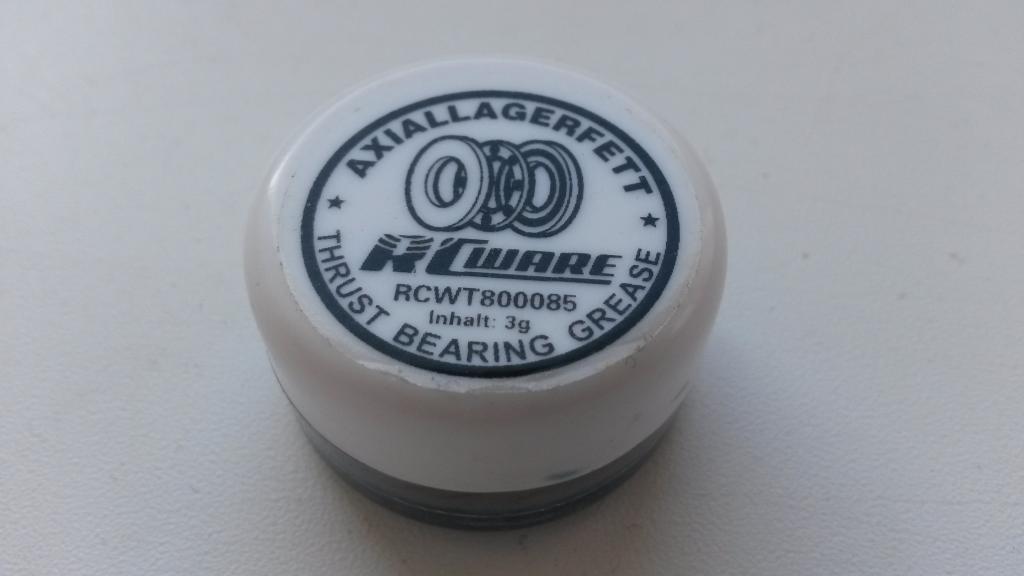 AXIALLAGERFETT
RCWARE
RCWT800085
Inhalt: 3g
THRUST BEARING GREASE